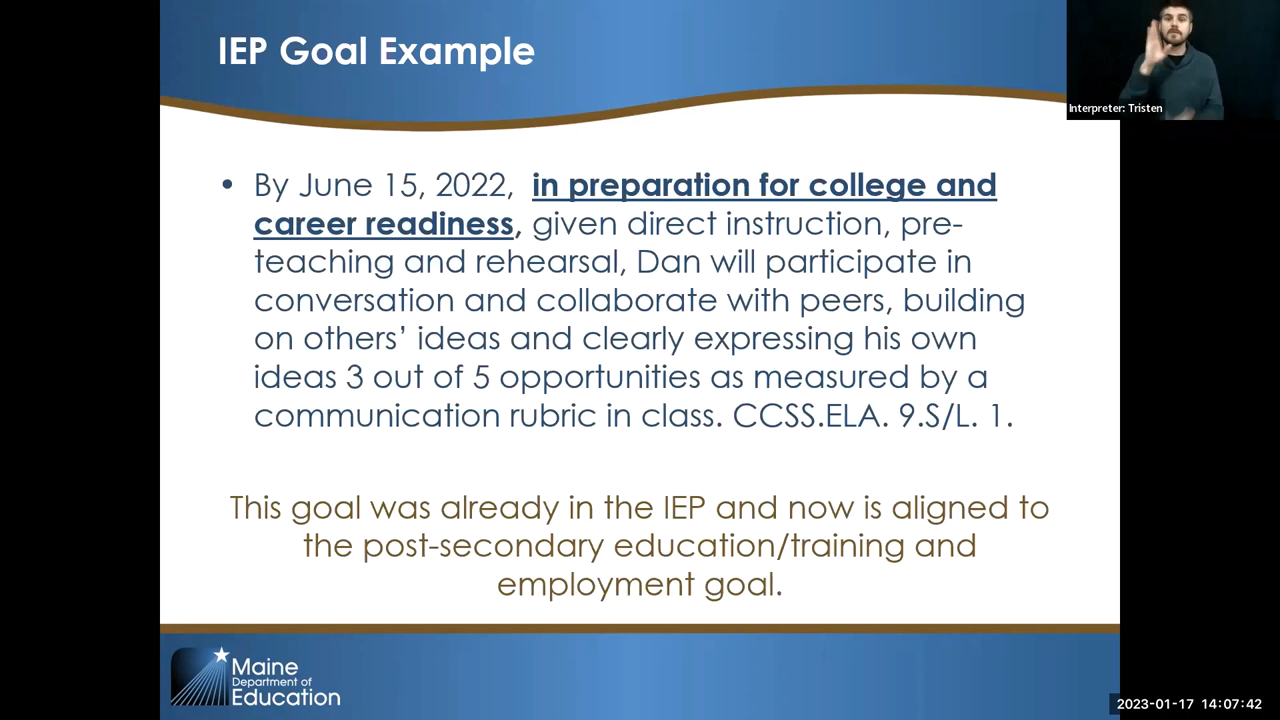 IEP Goal Example
Interpreter: Tristen
• By June 15, 2022, in preparation for college and
career readiness, given direct instruction, pre-
teaching and rehearsal, Dan will participate in
conversation and collaborate with peers, building
on others’ ideas and clearly expressing his own
ideas 3 out of 5 opportunities as measured by a
communication rubric in class. CCSS.ELA. 9.S/L. 1.
This goal was already in the IEP and now is aligned to
the post-secondary education/training and
employment goal.
Maine
Department of
Education
2023-01-17 14:07:42